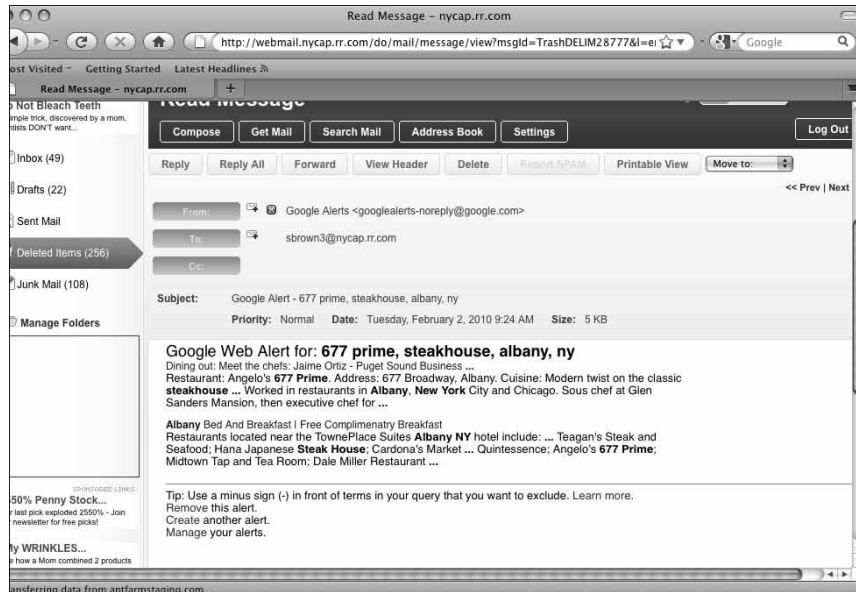 Read Message – nycap.rr.com
http://webmail.nycap.rr.com/do/mail/message/view?msgId=TrashDELIM28777&l=e
Google
ost Visited
Getting Started
Latest Headlines
Read Message – nycap.rr.com
+
o Not Bleach Teeth
imple trick, discovered by a mom,
ntists DON'T want...
Inbox (49)
Drafts (22)
Sent Mail
Deleted Items (256)
Junk Mail (108)
Manage Folders
SPONSORED LINKS
50% Penny Stock...
r last pick exploded 2550% - Join
r newsletter for free picks!
My WRINKLES...
e how a Mom combined 2 products
Read Message
Compose
Get Mail
Search Mail
Address Book
Settings
Log Out
Reply
Reply All
Forward
View Header
Delete
Report SPAM
Printable View
Move to:
<< Prev | Next
From:
Google Alerts <googlealerts-noreply@google.com>
To:
sbrown3@nycap.rr.com
Cc:
Subject: Google Alert - 677 prime, steakhouse, albany, ny
Priority: Normal Date: Tuesday, February 2, 2010 9:24 AM Size: 5 KB
Google Web Alert for: 677 prime, steakhouse, albany, ny
Dining out: Meet the chefs: Jaime Ortiz - Puget Sound Business ...
Restaurant: Angelo's 677 Prime. Address: 677 Broadway, Albany. Cuisine: Modern twist on the classic
steakhouse ... Worked in restaurants in Albany, New York City and Chicago. Sous chef at Glen
Sanders Mansion, then executive chef for ...
Albany Bed And Breakfast | Free Complimenatry Breakfast
Restaurants located near the TownePlace Suites Albany NY hotel include: ... Teagan's Steak and
Seafood; Hana Japanese Steak House; Cardona's Market ... Quintessence; Angelo's 677 Prime;
Midtown Tap and Tea Room; Dale Miller Restaurant ...
Tip: Use a minus sign (-) in front of terms in your query that you want to exclude. Learn more.
Remove this alert.
Create another alert.
Manage your alerts.
ansferring data from antfarmstaging.com...